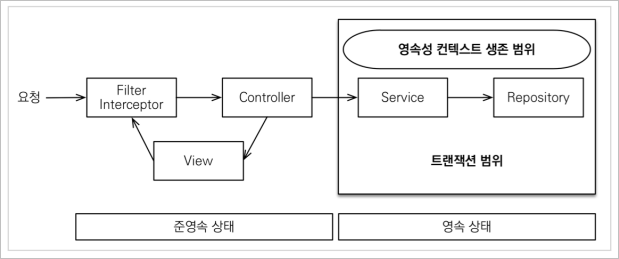 영속성 컨텍스트 생존 범위
요청
Filter
Interceptor
Controller
Service
Repository
View
트랜잭션 범위
준영속 상태
영속 상태